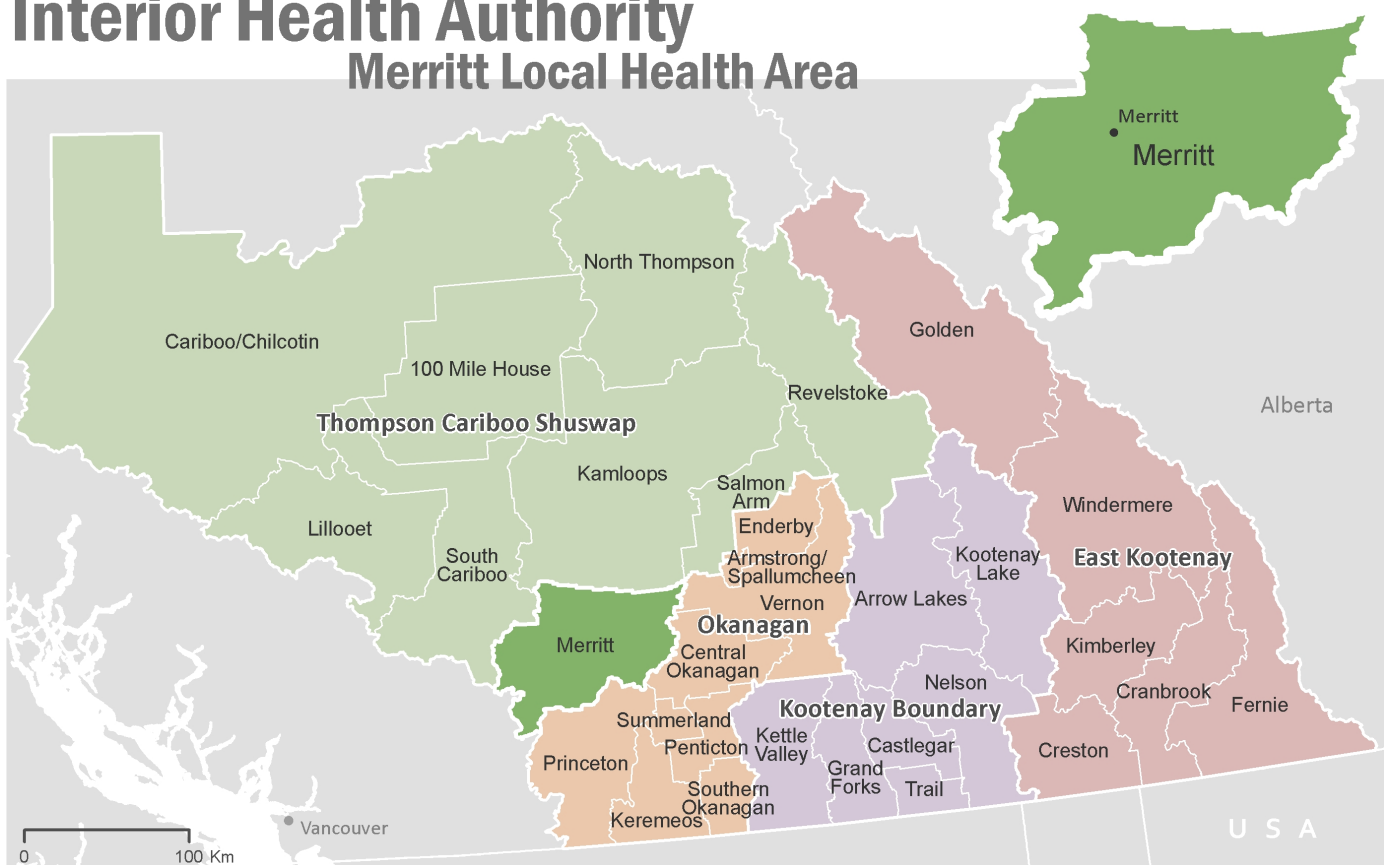 Interior Health Authority
Merritt Local Health Area
Merritt
Merritt
North Thompson
Golden
Cariboo/Chilcotin
100 Mile House
Revelstoke
Alberta
Thompson Cariboo Shuswap
Kamloops
Salmon
Arm
Windermere
Lillooet
Enderby
South
Cariboo
Armstrong/
Spallumcheen
Kootenay
Lake
East Kootenay
Arrow Lakes
Vernon
Okanagan
Merritt
Central
Okanagan
Kimberley
Nelson
Cranbrook
Fernie
Kootenay Boundary
Summerland
Kettle
Valley
Penticton
Castlegar
Creston
Princeton
Grand
Forks
Southern
Okanagan
Trail
Keremeos
Vancouver
USA
0 100 Km